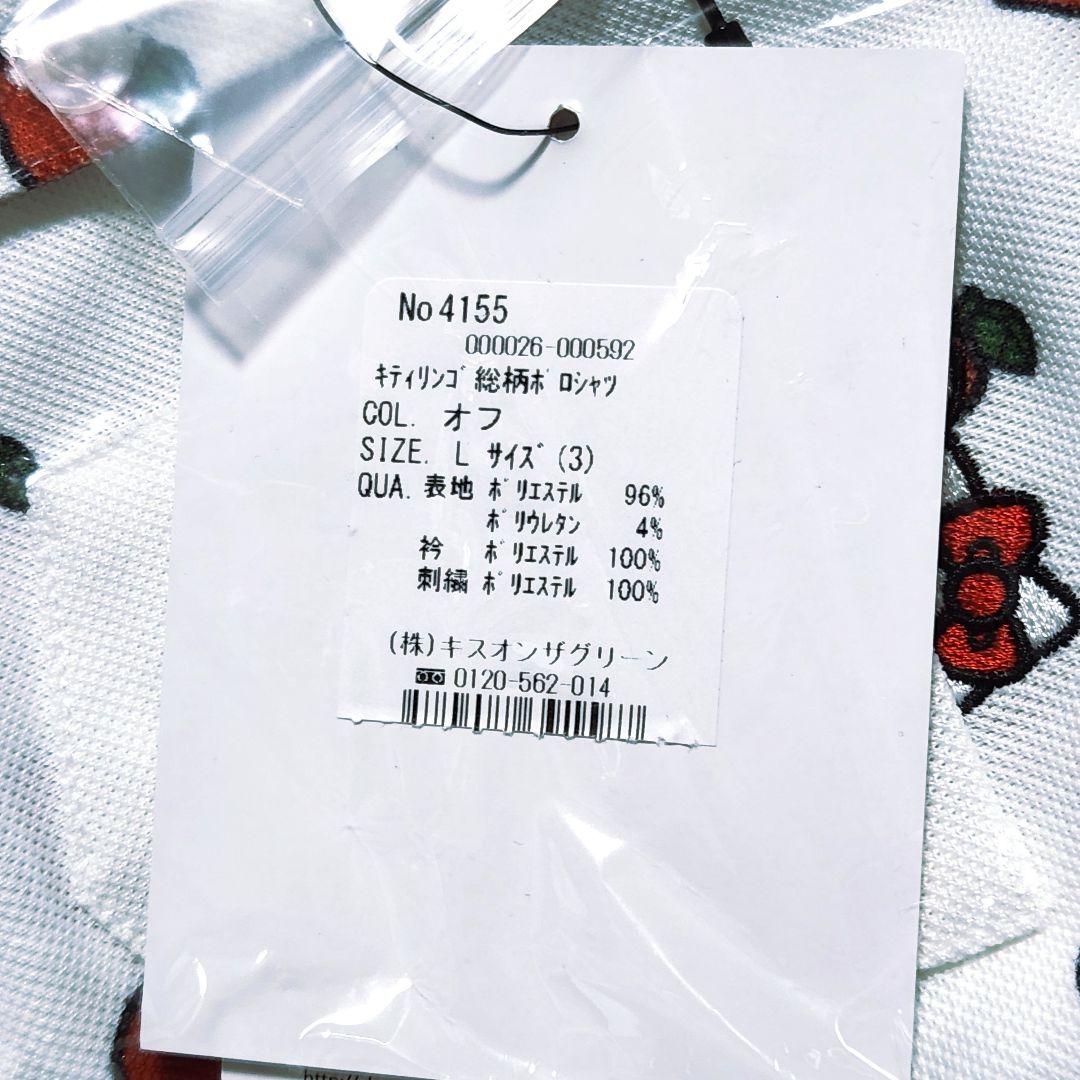 No4155
000026-000592
ｷﾃｨﾘﾝｺﾞ総柄ﾎﾟﾛｼｬﾂ
COL. オフ
SIZE. L ｻｲｽﾞ(3)
QUA. 表地 ﾎﾟﾘｴｽﾃﾙ 96%
ﾎﾟﾘｳﾚﾀﾝ 4%
衿 ﾎﾟﾘｴｽﾃﾙ 100%
刺繍 ﾎﾟﾘｴｽﾃﾙ 100%
(株)キスオンザグリーン
0120-562-014